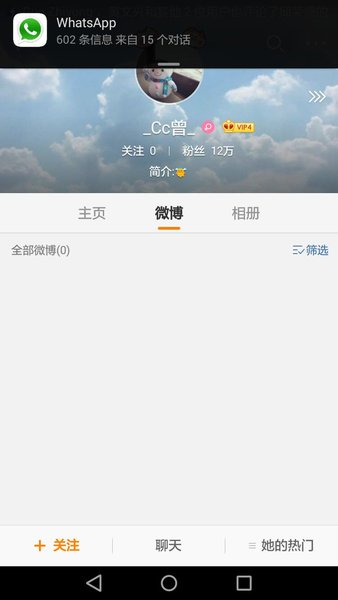 WhatsApp
602 条信息 来自 15 个对话
_Cc曾_ VIP4
关注 0 | 粉丝 12万
简介:
主页 微博 相册
全部微博(0) 筛选
+ 关注 聊天 她的热门